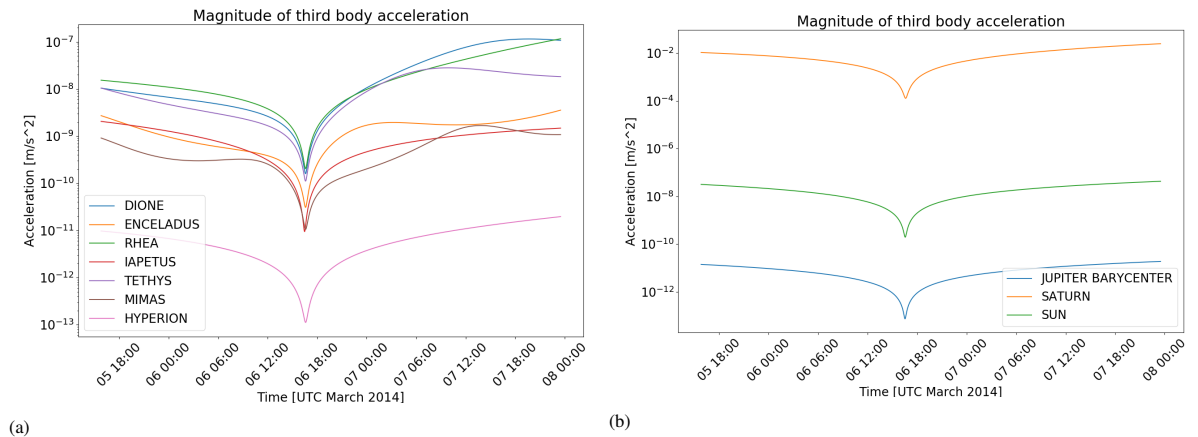 Magnitude of third body acceleration
10^-7
10^-8
10^-9
10^-10
10^-11
10^-12
10^-13
Acceleration [m/s^2]
DIONE
ENCELADUS
RHEA
IAPETUS
TETHYS
MIMAS
HYPERION
05 18:00
06 00:00
06 06:00
06 12:00
06 18:00
07 00:00
07 06:00
07 12:00
07 18:00
08 00:00
Time [UTC March 2014]
(a)
Magnitude of third body acceleration
10^-2
10^-4
10^-6
10^-8
10^-10
10^-12
Acceleration [m/s^2]
JUPITER BARYCENTER
SATURN
SUN
05 18:00
06 00:00
06 06:00
06 12:00
06 18:00
07 00:00
07 06:00
07 12:00
07 18:00
08 00:00
Time [UTC March 2014]
(b)